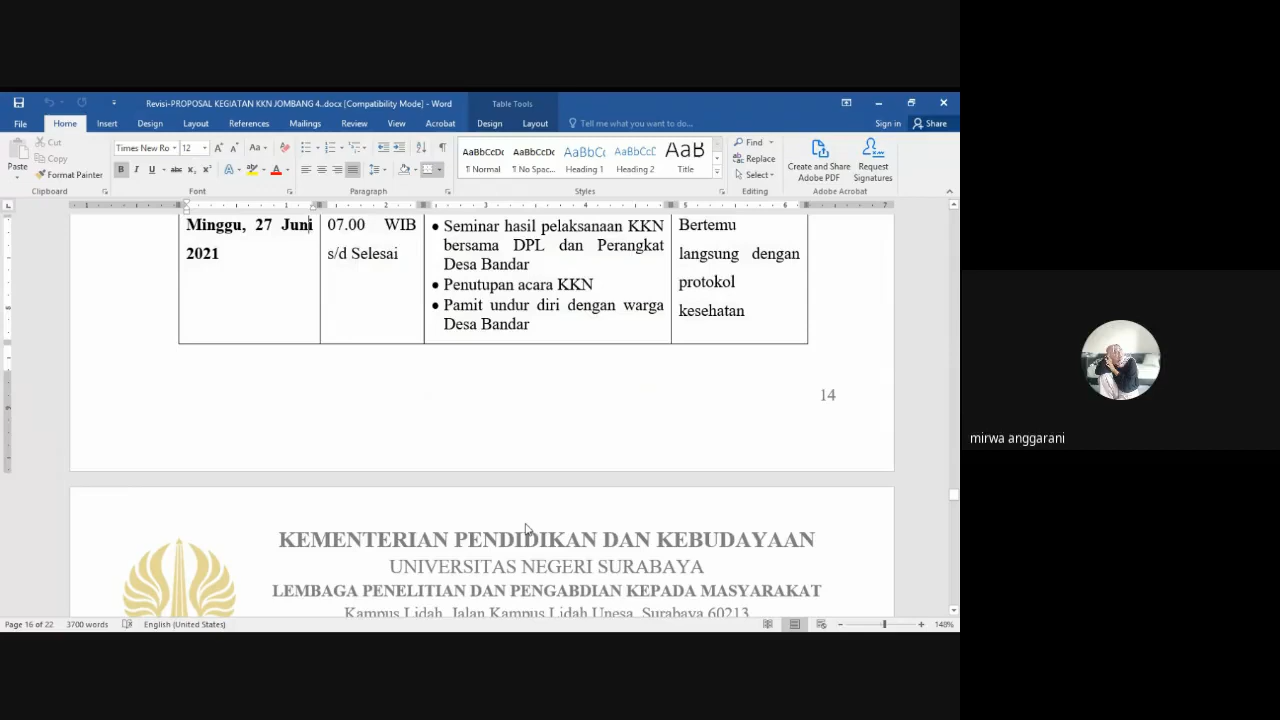 Revisi-PROPOSAL KEGIATAN KKN JOMBANG 4..docx [Compatibility Mode] - Word
Table Tools
File Home Insert Design Layout References Mailings Review View Acrobat Design Layout Tell me what you want to do... Sign in Share
Paste
Cut
Copy
Format Painter
Clipboard
Times New Ro 12
Font
Paragraph
AaBbCcDc AaBbCcDc AaBbCc AaBbCcD AaB
¶ Normal ¶ No Spac... Heading 1 Heading 2 Title
Styles
Find
Replace
Select
Editing
Create and Share Adobe PDF
Request Signatures
Adobe Acrobat
Minggu, 27 Juni
2021
07.00 WIB
s/d Selesai
• Seminar hasil pelaksanaan KKN
bersama DPL dan Perangkat
Desa Bandar
• Penutupan acara KKN
• Pamit undur diri dengan warga
Desa Bandar
Bertemu
langsung dengan
protokol
kesehatan
14
KEMENTERIAN PENDIDIKAN DAN KEBUDAYAAN
UNIVERSITAS NEGERI SURABAYA
LEMBAGA PENELITIAN DAN PENGABDIAN KEPADA MASYARAKAT
Kampus Lidah, Jalan Kampus Lidah Unesa, Surabaya 60213
Page 16 of 22 3700 words English (United States) 148%
mirwa anggarani